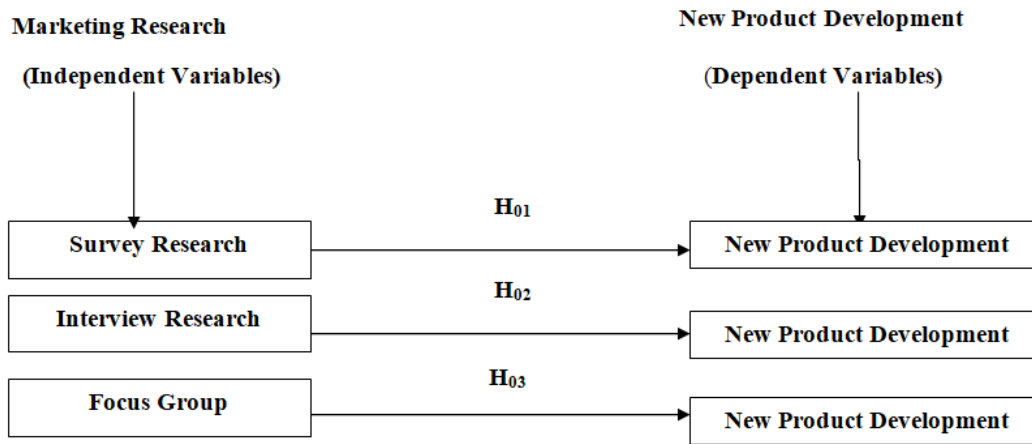 Marketing Research
New Product Development
(Independent Variables)
(Dependent Variables)
H01
Survey Research
New Product Development
H02
Interview Research
New Product Development
H03
Focus Group
New Product Development